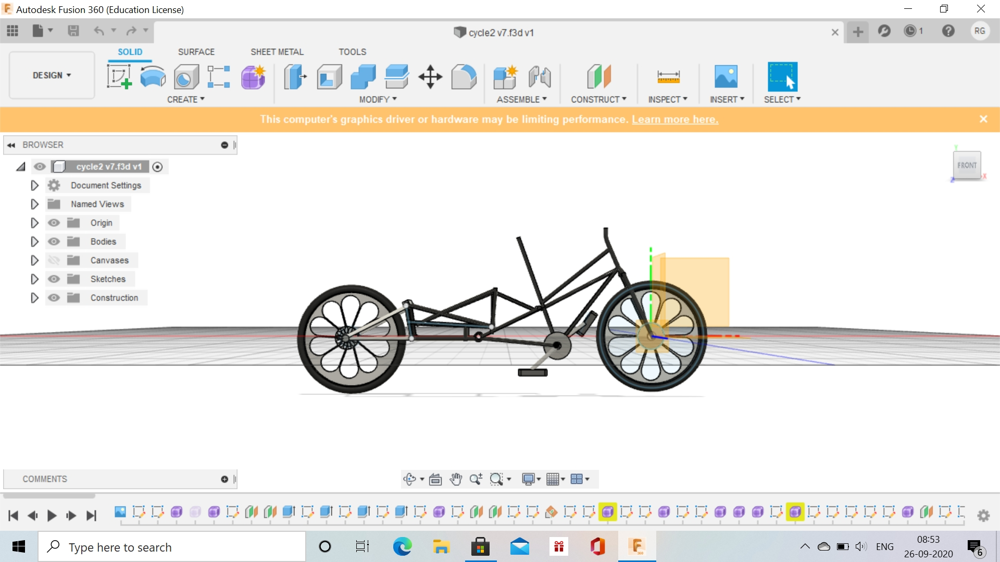 Autodesk Fusion 360 (Education License)
cycle2 v7.f3d v1
1
RG
SOLID
SURFACE
SHEET METAL
TOOLS
DESIGN
CREATE
MODIFY
ASSEMBLE
CONSTRUCT
INSPECT
INSERT
SELECT
This computer's graphics driver or hardware may be limiting performance. Learn more here.
BROWSER
cycle2 v7.f3d v1
Document Settings
Named Views
Origin
Bodies
Canvases
Sketches
Construction
Y
FRONT
X
Z
COMMENTS
Type here to search
F
360
ENG
08:53
26-09-2020
6